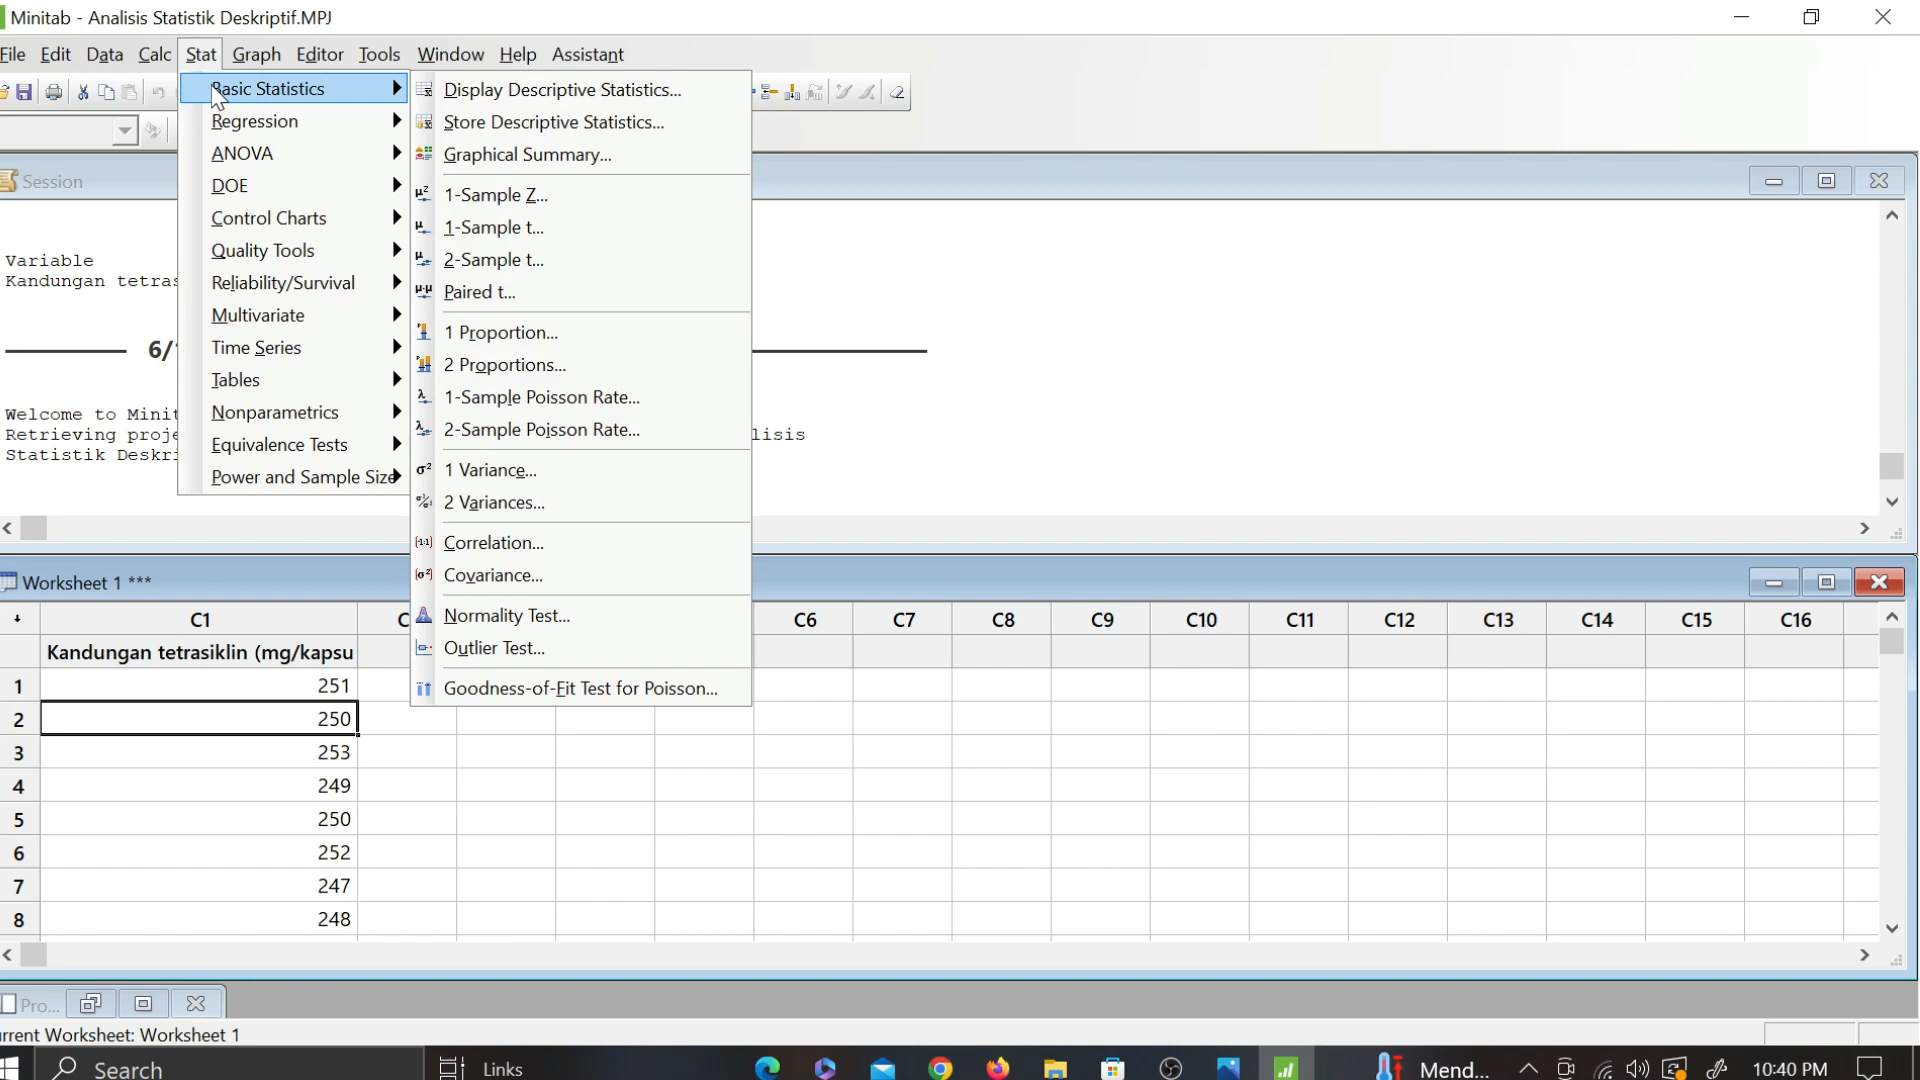 Minitab - Analisis Statistik Deskriptif.MPJ
File Edit Data Calc Stat Graph Editor Tools Window Help Assistant
Basic Statistics
Regression
ANOVA
DOE
Control Charts
Quality Tools
Reliability/Survival
Multivariate
Time Series
Tables
Nonparametrics
Equivalence Tests
Power and Sample Size
Display Descriptive Statistics...
Store Descriptive Statistics...
Graphical Summary...
1-Sample Z...
1-Sample t...
2-Sample t...
Paired t...
1 Proportion...
2 Proportions...
1-Sample Poisson Rate...
2-Sample Poisson Rate...
1 Variance...
2 Variances...
Correlation...
Covariance...
Normality Test...
Outlier Test...
Goodness-of-Fit Test for Poisson...
Session
Variable
Kandungan tetras
6/
Welcome to Minit
Retrieving proje lisis
Statistik Deskri
Worksheet 1 ***
C1 C C6 C7 C8 C9 C10 C11 C12 C13 C14 C15 C16
Kandungan tetrasiklin (mg/kapsu
1 251
2 250
3 253
4 249
5 250
6 252
7 247
8 248
Pro...
rrent Worksheet: Worksheet 1
Search Links Mend... 10:40 PM